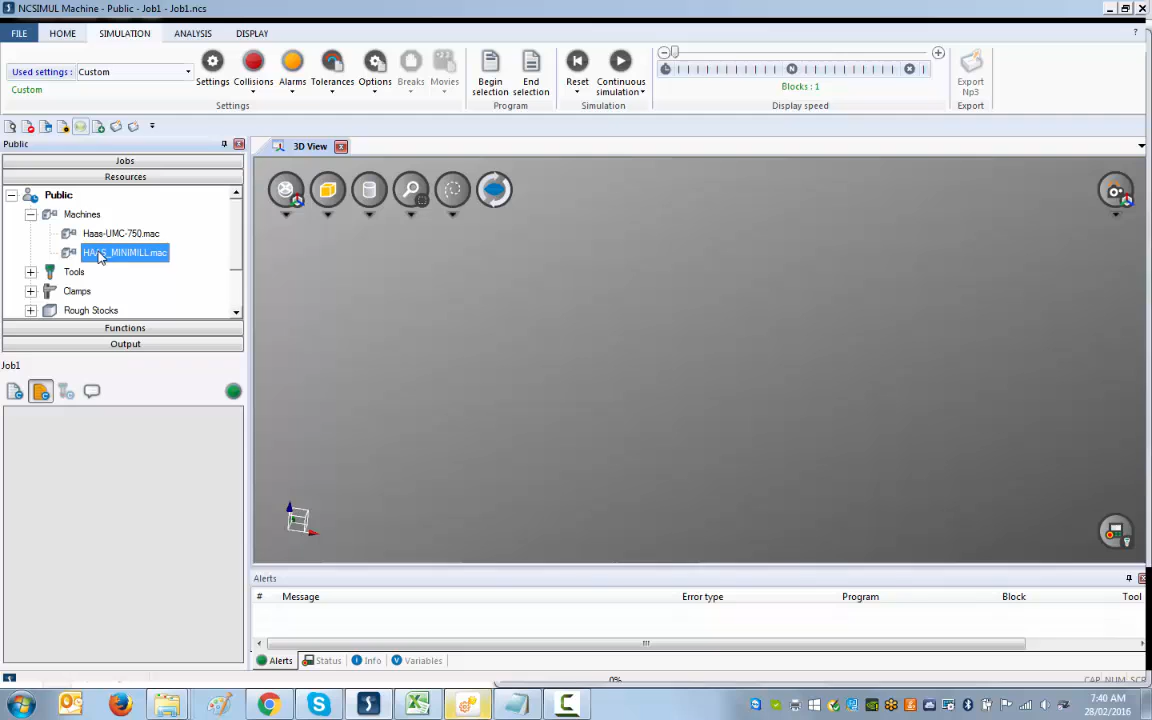 NCSIMUL Machine - Public - Job1 - Job1.ncs
FILE HOME SIMULATION ANALYSIS DISPLAY ?
Used settings : Custom
Custom
Settings Collisions Alarms Tolerances Options Breaks Movies
Settings
Begin selection End selection
Program
Reset Continuous simulation
Simulation
N
Blocks : 1
Display speed
Export Np3
Export
Public
3D View
Jobs
Resources
Public
Machines
Haas-UMC-750.mac
HAAS_MINIMILL.mac
Tools
Clamps
Rough Stocks
Functions
Output
Job1
Alerts
# Message Error type Program Block Tool
Alerts Status Info Variables
0%
CAP NUM SCR
7:40 AM
28/02/2016